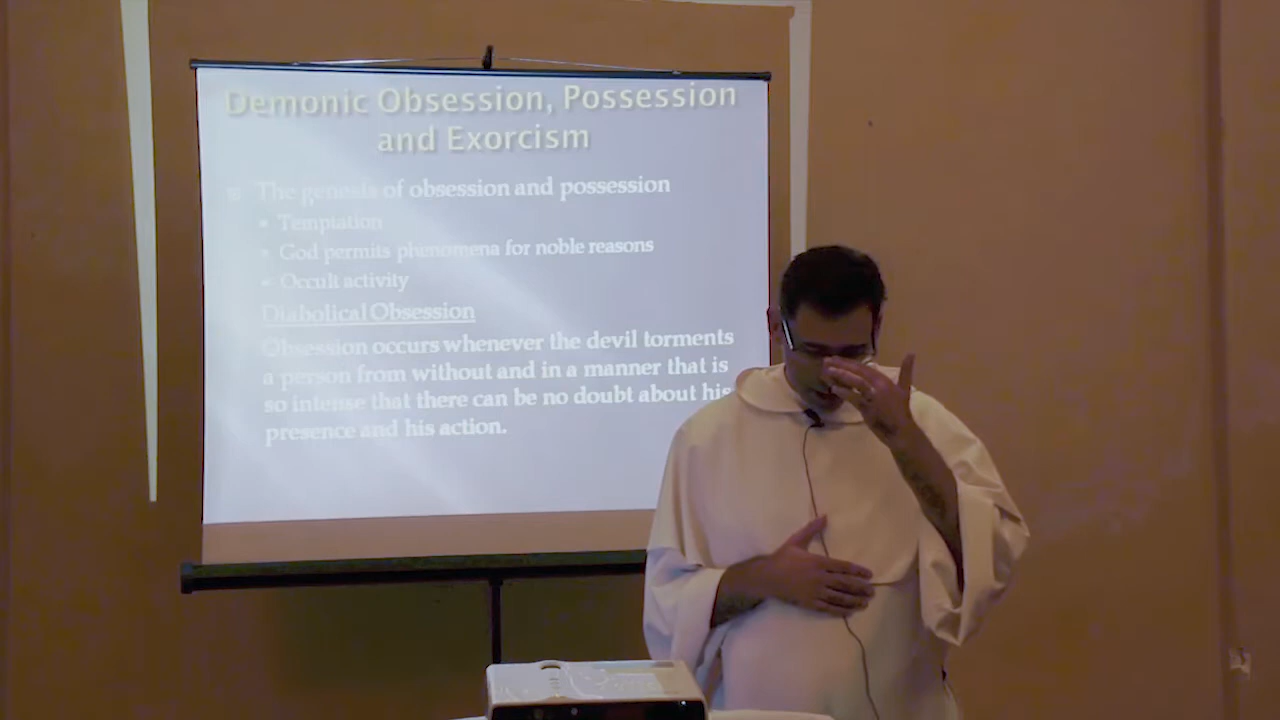 Demonic Obsession, Possession
and Exorcism
The genesis of obsession and possession
Temptation
God permits phenomena for noble reasons
Occult activity
Diabolical Obsession
Obsession occurs whenever the devil torments
a person from without and in a manner that is
so intense that there can be no doubt about his
presence and his action.